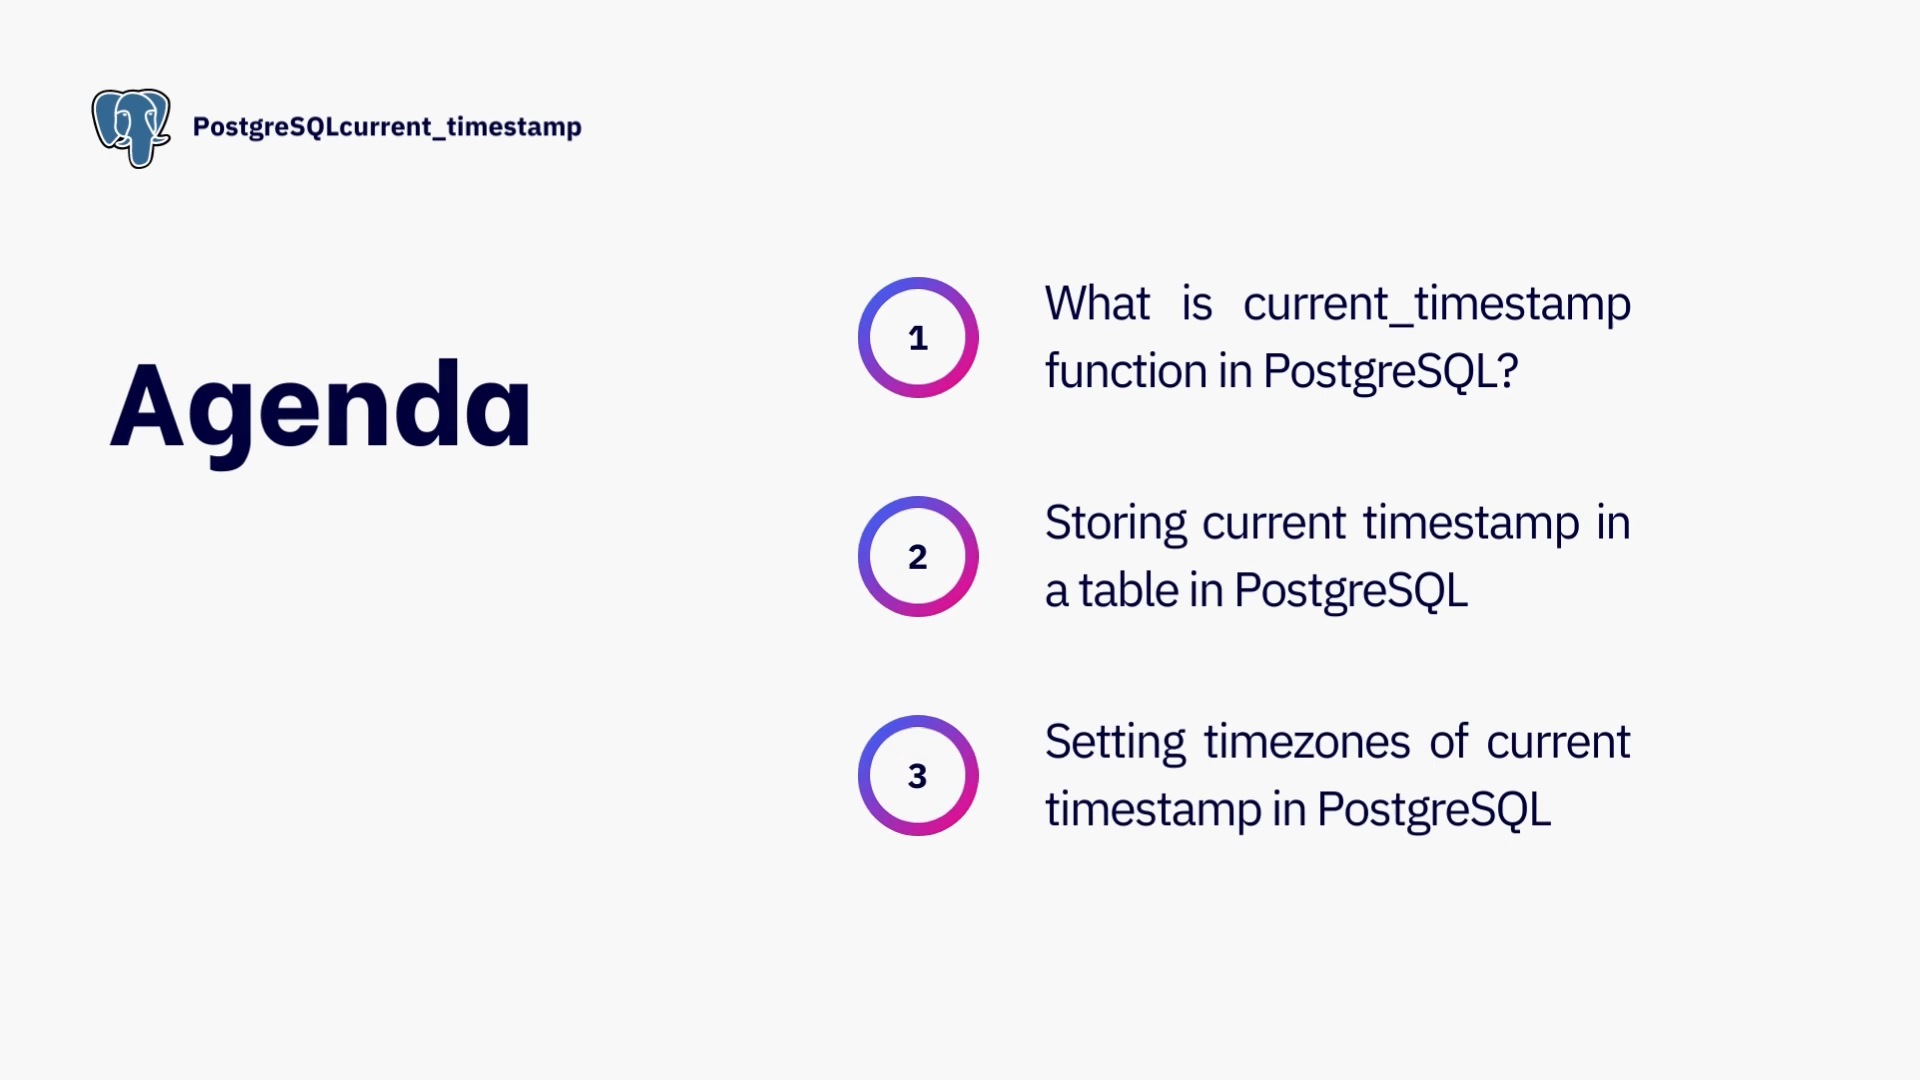 PostgreSQLcurrent_timestamp
Agenda
1
What is current_timestamp
function in PostgreSQL?
2
Storing current timestamp in
a table in PostgreSQL
3
Setting timezones of current
timestamp in PostgreSQL